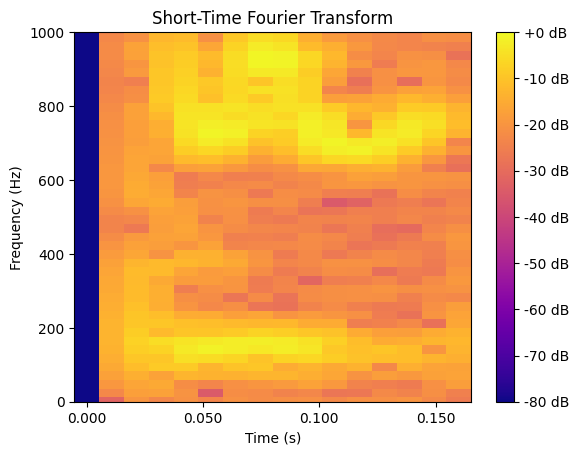 Short-Time Fourier Transform
Frequency (Hz)
1000
800
600
400
200
0
0.000
0.050
0.100
0.150
Time (s)
+0 dB
-10 dB
-20 dB
-30 dB
-40 dB
-50 dB
-60 dB
-70 dB
-80 dB